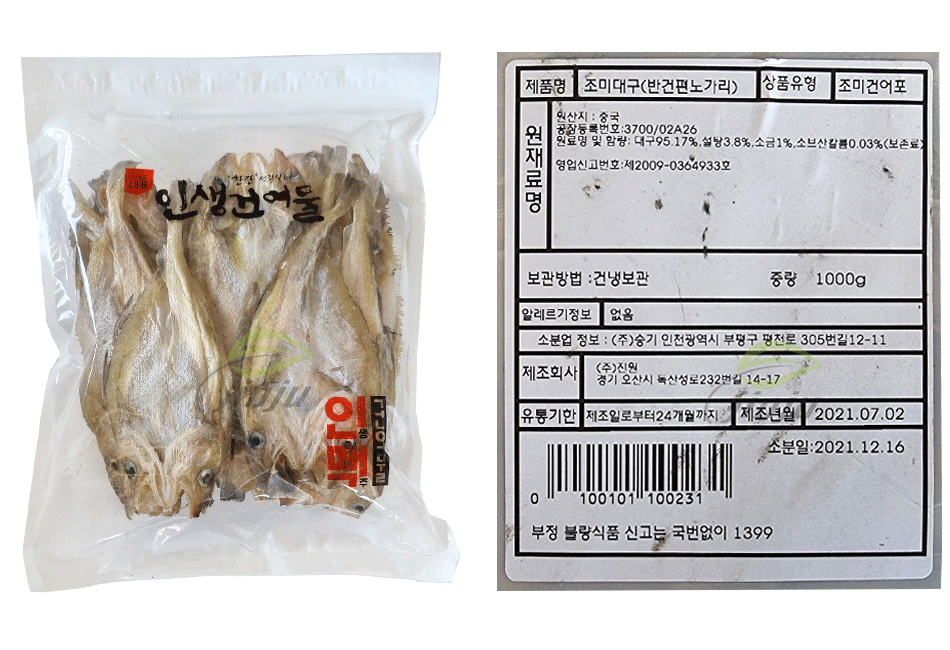 "한잔" 생각날 때
인생건어물
인생
안주
제품명 조미대구(반건편노가리) 상품유형 조미건어포
원재료명
원산지 : 중국
공장등록번호:3700/02A26
원료명 및 함량: 대구95.17%,설탕3.8%,소금1%,소브산칼륨0.03%(보존료)
영업신고번호:제2009-0364933호
보관방법 :건냉보관 중량 1000g
알레르기정보 없음
소분업 정보 : (주)승기 인천광역시 부평구 평천로 305번길12-11
제조회사 (주)진원
경기 오산시 독산성로232번길 14-17
유통기한 제조일로부터24개월까지 제조년월 2021.07.02
소분일:2021.12.16
0 100101 100231
부정 불량식품 신고는 국번없이 1399